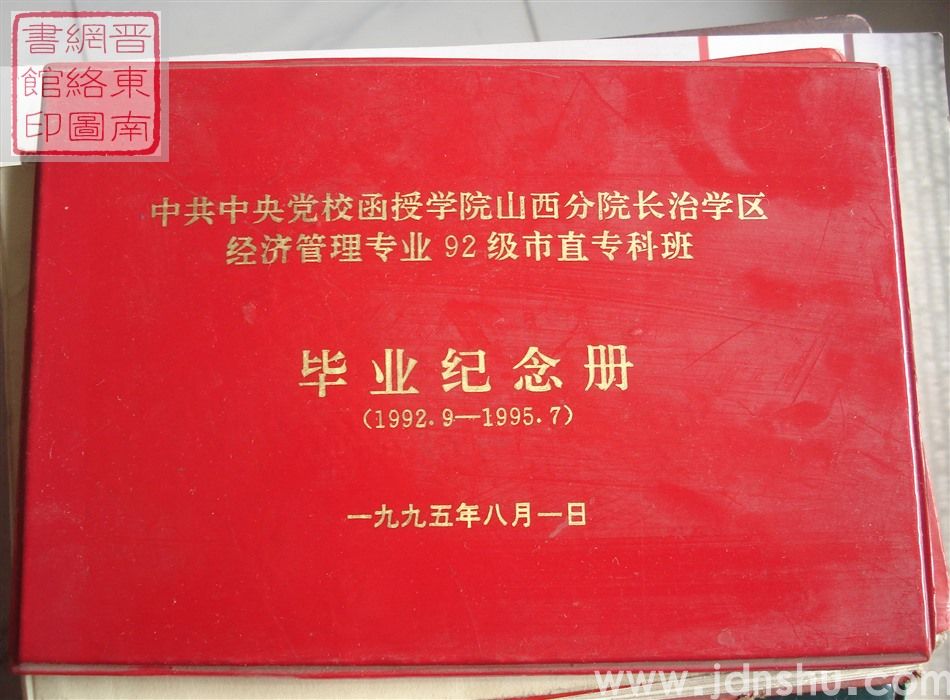 晋東南
網絡圖
書館印
中共中央党校函授学院山西分院长治学区
经济管理专业92级市直专科班
毕业纪念册
(1992.9—1995.7)
一九九五年八月一日
www.jdnshu.com